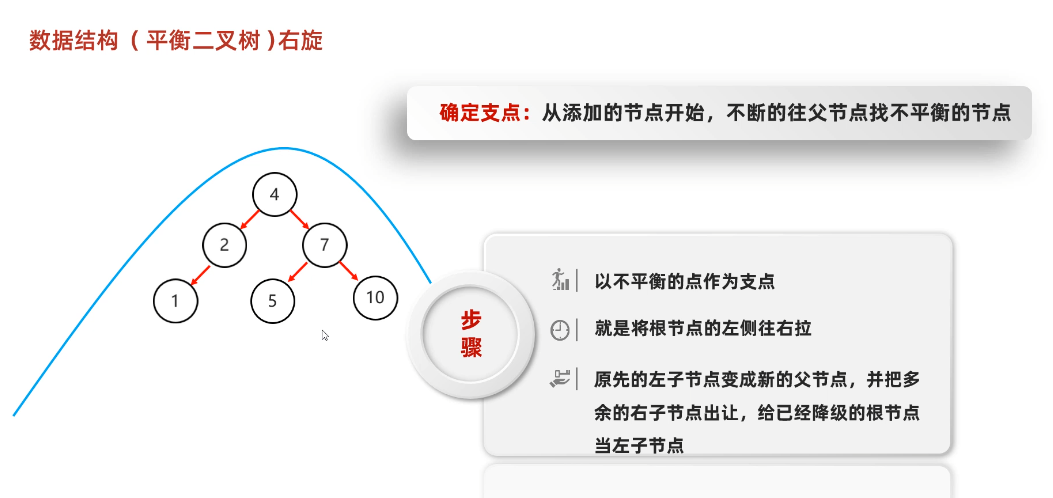 数据结构（平衡二叉树）右旋
确定支点：从添加的节点开始，不断的往父节点找不平衡的节点
4
2 7
1 5 10
步
骤
以不平衡的点作为支点
就是将根节点的左侧往右拉
原先的左子节点变成新的父节点，并把多
余的右子节点出让，给已经降级的根节点
当左子节点